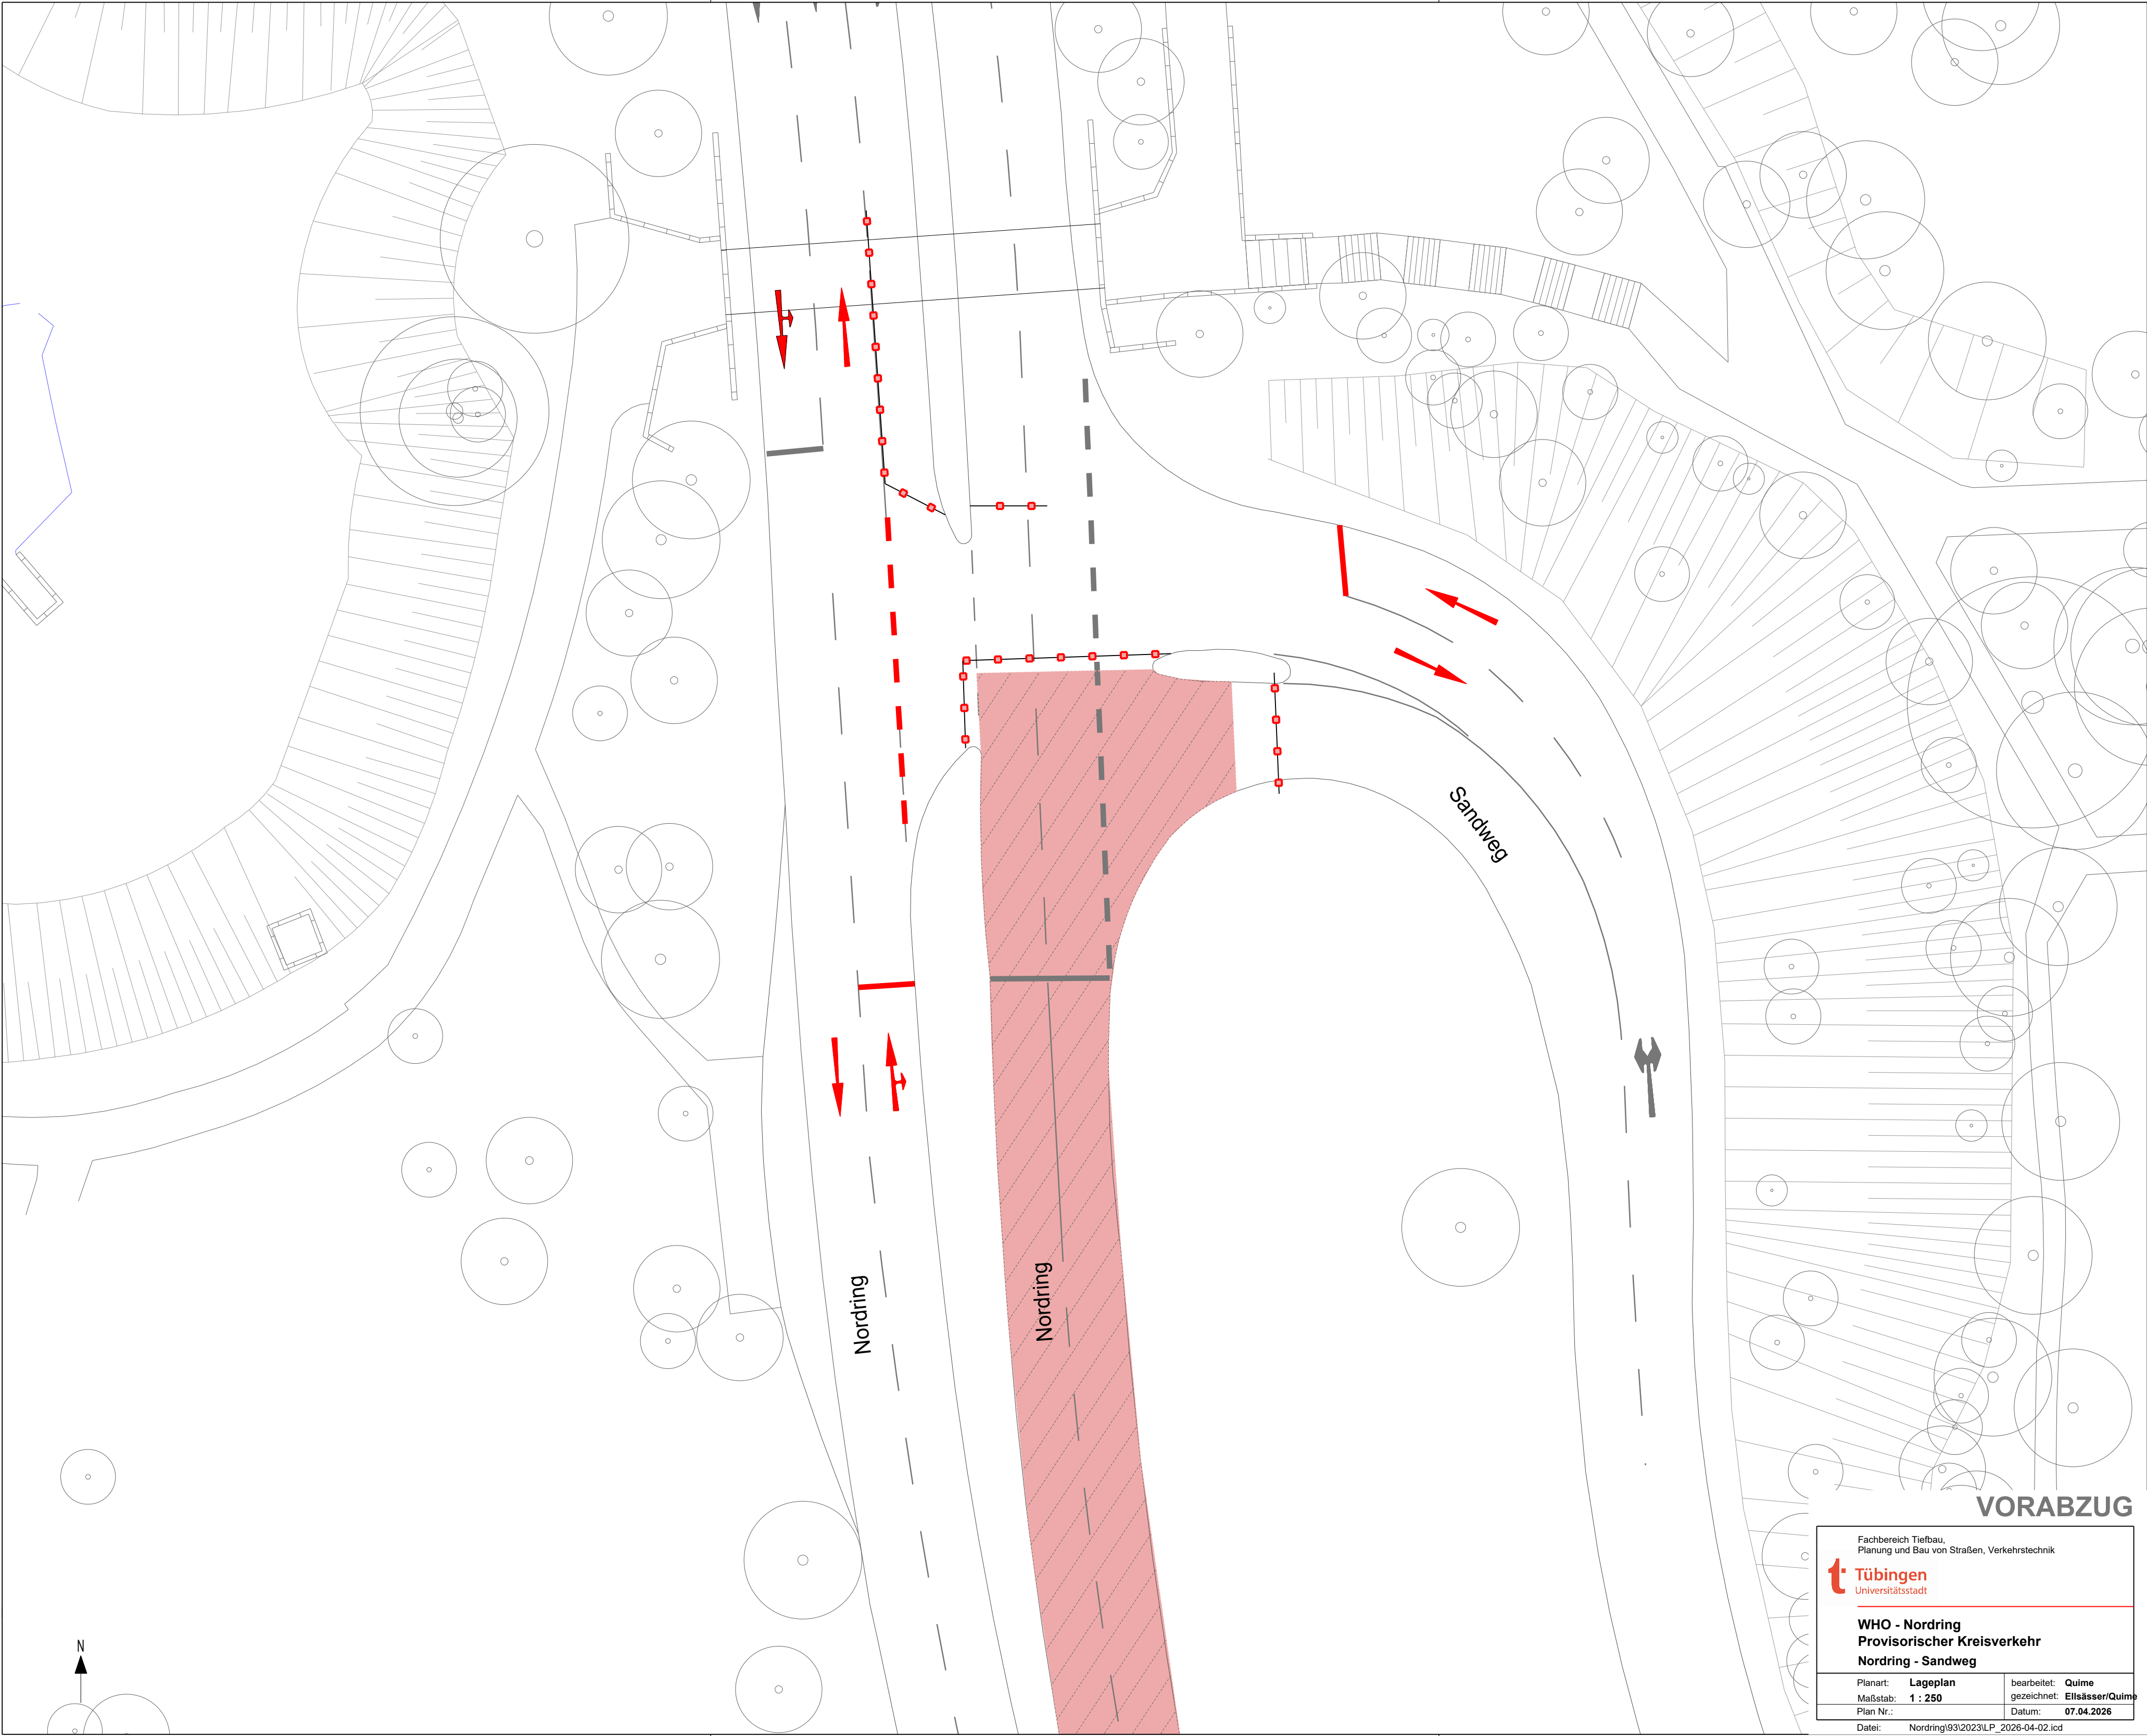 Sandweg
Nordring
Nordring
N
VORABZUG
Fachbereich Tiefbau,
Planung und Bau von Straßen, Verkehrstechnik
t Tübingen
Universitätsstadt
WHO - Nordring
Provisorischer Kreisverkehr
Nordring - Sandweg
Planart: Lageplan bearbeitet: Quime
Maßstab: 1 : 250 gezeichnet: Ellsässer/Quime
Plan Nr.: Datum: 07.04.2026
Datei: Nordring\93\2023\LP_2026-04-02.icd